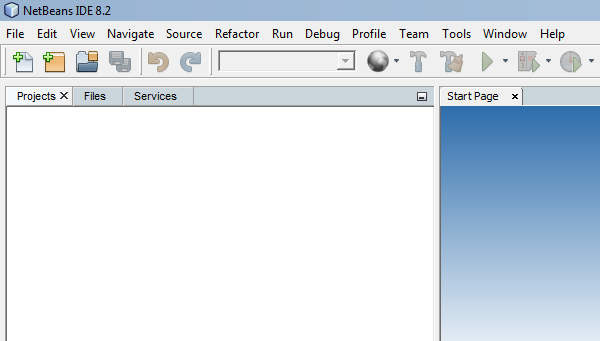 NetBeans IDE 8.2
File Edit View Navigate Source Refactor Run Debug Profile Team Tools Window Help
Projects Files Services Start Page